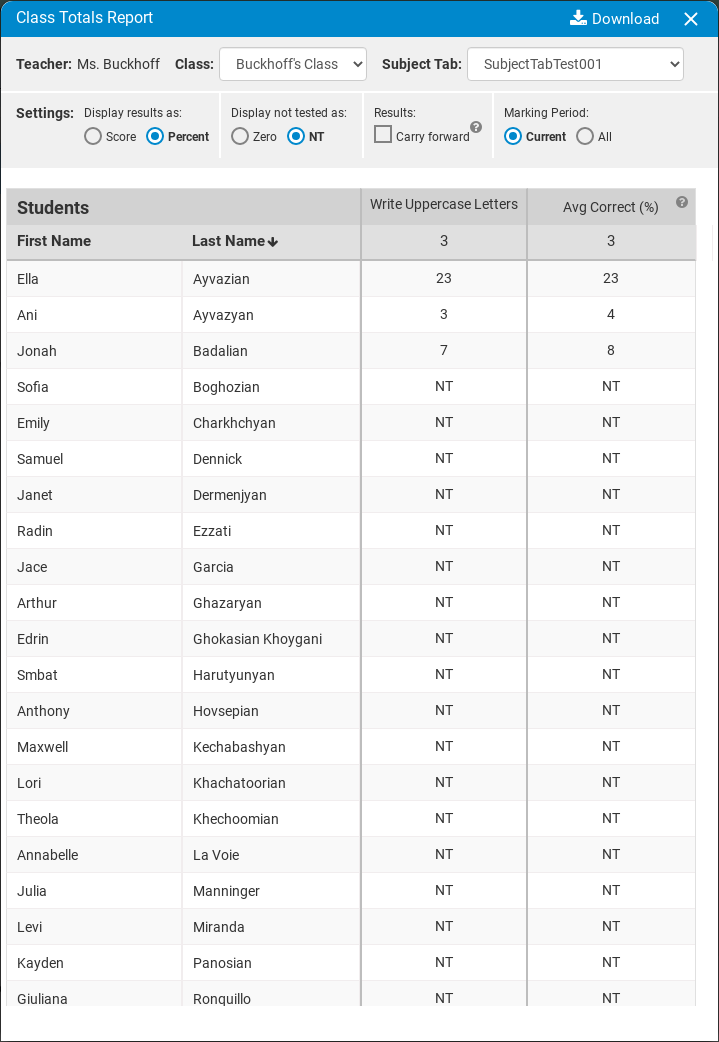 Class Totals Report Download
Teacher: Ms. Buckhoff Class: Buckhoff's Class Subject Tab: SubjectTabTest001
Settings: Display results as: Display not tested as: Results: Marking Period:
Score Percent Zero NT Carry forward ? Current All
Students Write Uppercase Letters Avg Correct (%) ?
First Name Last Name 3 3
Ella Ayvazian 23 23
Ani Ayvazyan 3 4
Jonah Badalian 7 8
Sofia Boghozian NT NT
Emily Charkhchyan NT NT
Samuel Dennick NT NT
Janet Dermenjyan NT NT
Radin Ezzati NT NT
Jace Garcia NT NT
Arthur Ghazaryan NT NT
Edrin Ghokasian Khoygani NT NT
Smbat Harutyunyan NT NT
Anthony Hovsepian NT NT
Maxwell Kechabashyan NT NT
Lori Khachatoorian NT NT
Theola Khechoomian NT NT
Annabelle La Voie NT NT
Julia Manninger NT NT
Levi Miranda NT NT
Kayden Panosian NT NT
Giuliana Ronquillo NT NT